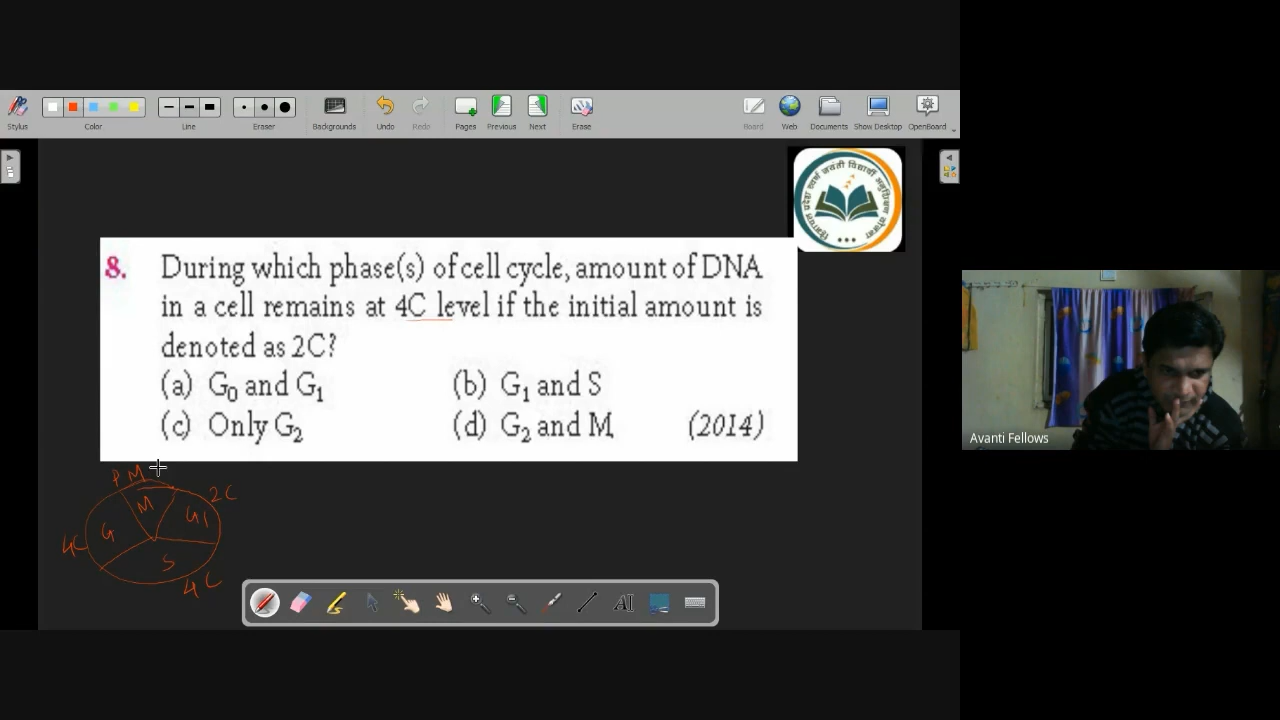 Stylus
Color
Line
Eraser
Backgrounds
Undo
Redo
Pages
Previous
Next
Erase
Board
Web
Documents
Show Desktop
OpenBoard
8. During which phase(s) of cell cycle, amount of DNA
in a cell remains at 4C level if the initial amount is
denoted as 2C?
(a) G₀ and G₁ (b) G₁ and S
(c) Only G₂ (d) G₂ and M (2014)
P M
M
2C
G1
G
4C
S
4C
AI
Avanti Fellows